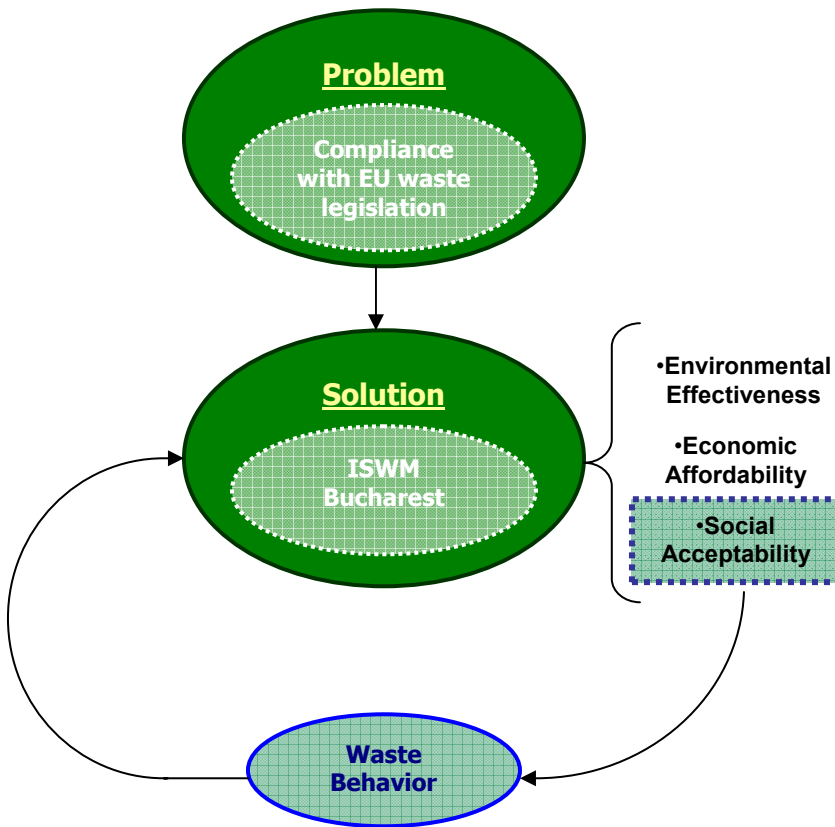 Problem
Compliance
with EU waste
legislation
Solution
ISWM
Bucharest
•Environmental
Effectiveness
•Economic
Affordability
•Social
Acceptability
Waste
Behavior